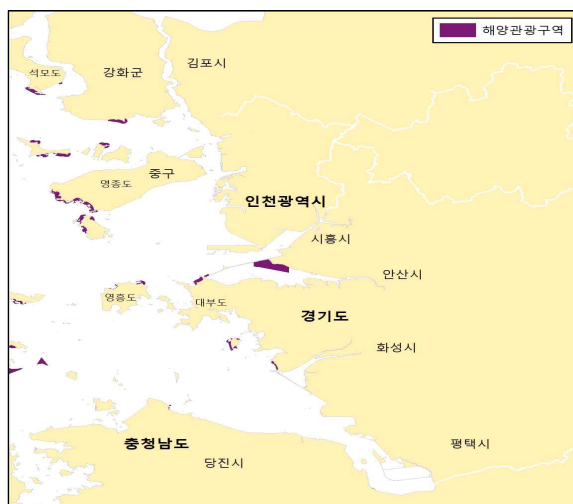 해양관광구역
김포시
강화군
석모도
중구
영종도
인천광역시
시흥시
안산시
영흥도
대부도
경기도
화성시
충청남도
당진시
평택시